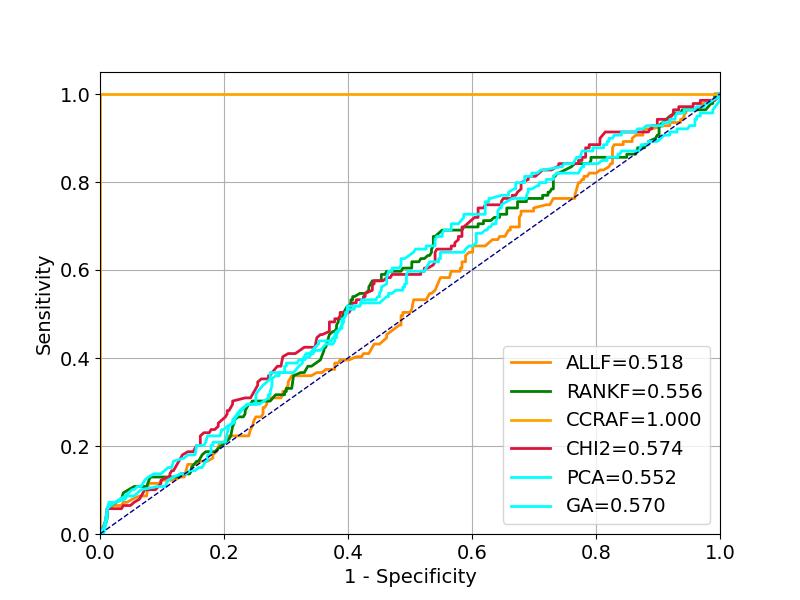 1.0
0.8
0.6
0.4
0.2
0.0
Sensitivity
ALLF=0.518
RANKF=0.556
CCRAF=1.000
CHI2=0.574
PCA=0.552
GA=0.570
0.0 0.2 0.4 0.6 0.8 1.0
1 - Specificity